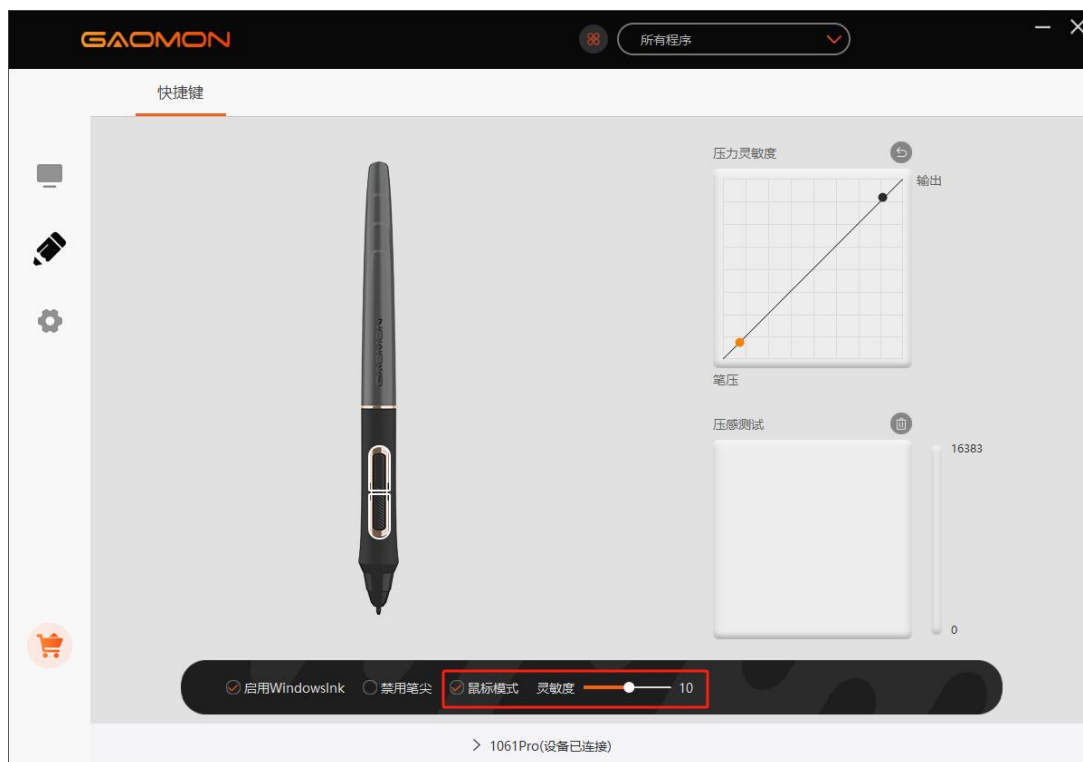 GAOMON
所有程序
快捷键
压力灵敏度
输出
笔压
压感测试
16383
0
GAOMON
启用WindowsInk 禁用笔尖 鼠标模式 灵敏度 10
1061Pro(设备已连接)